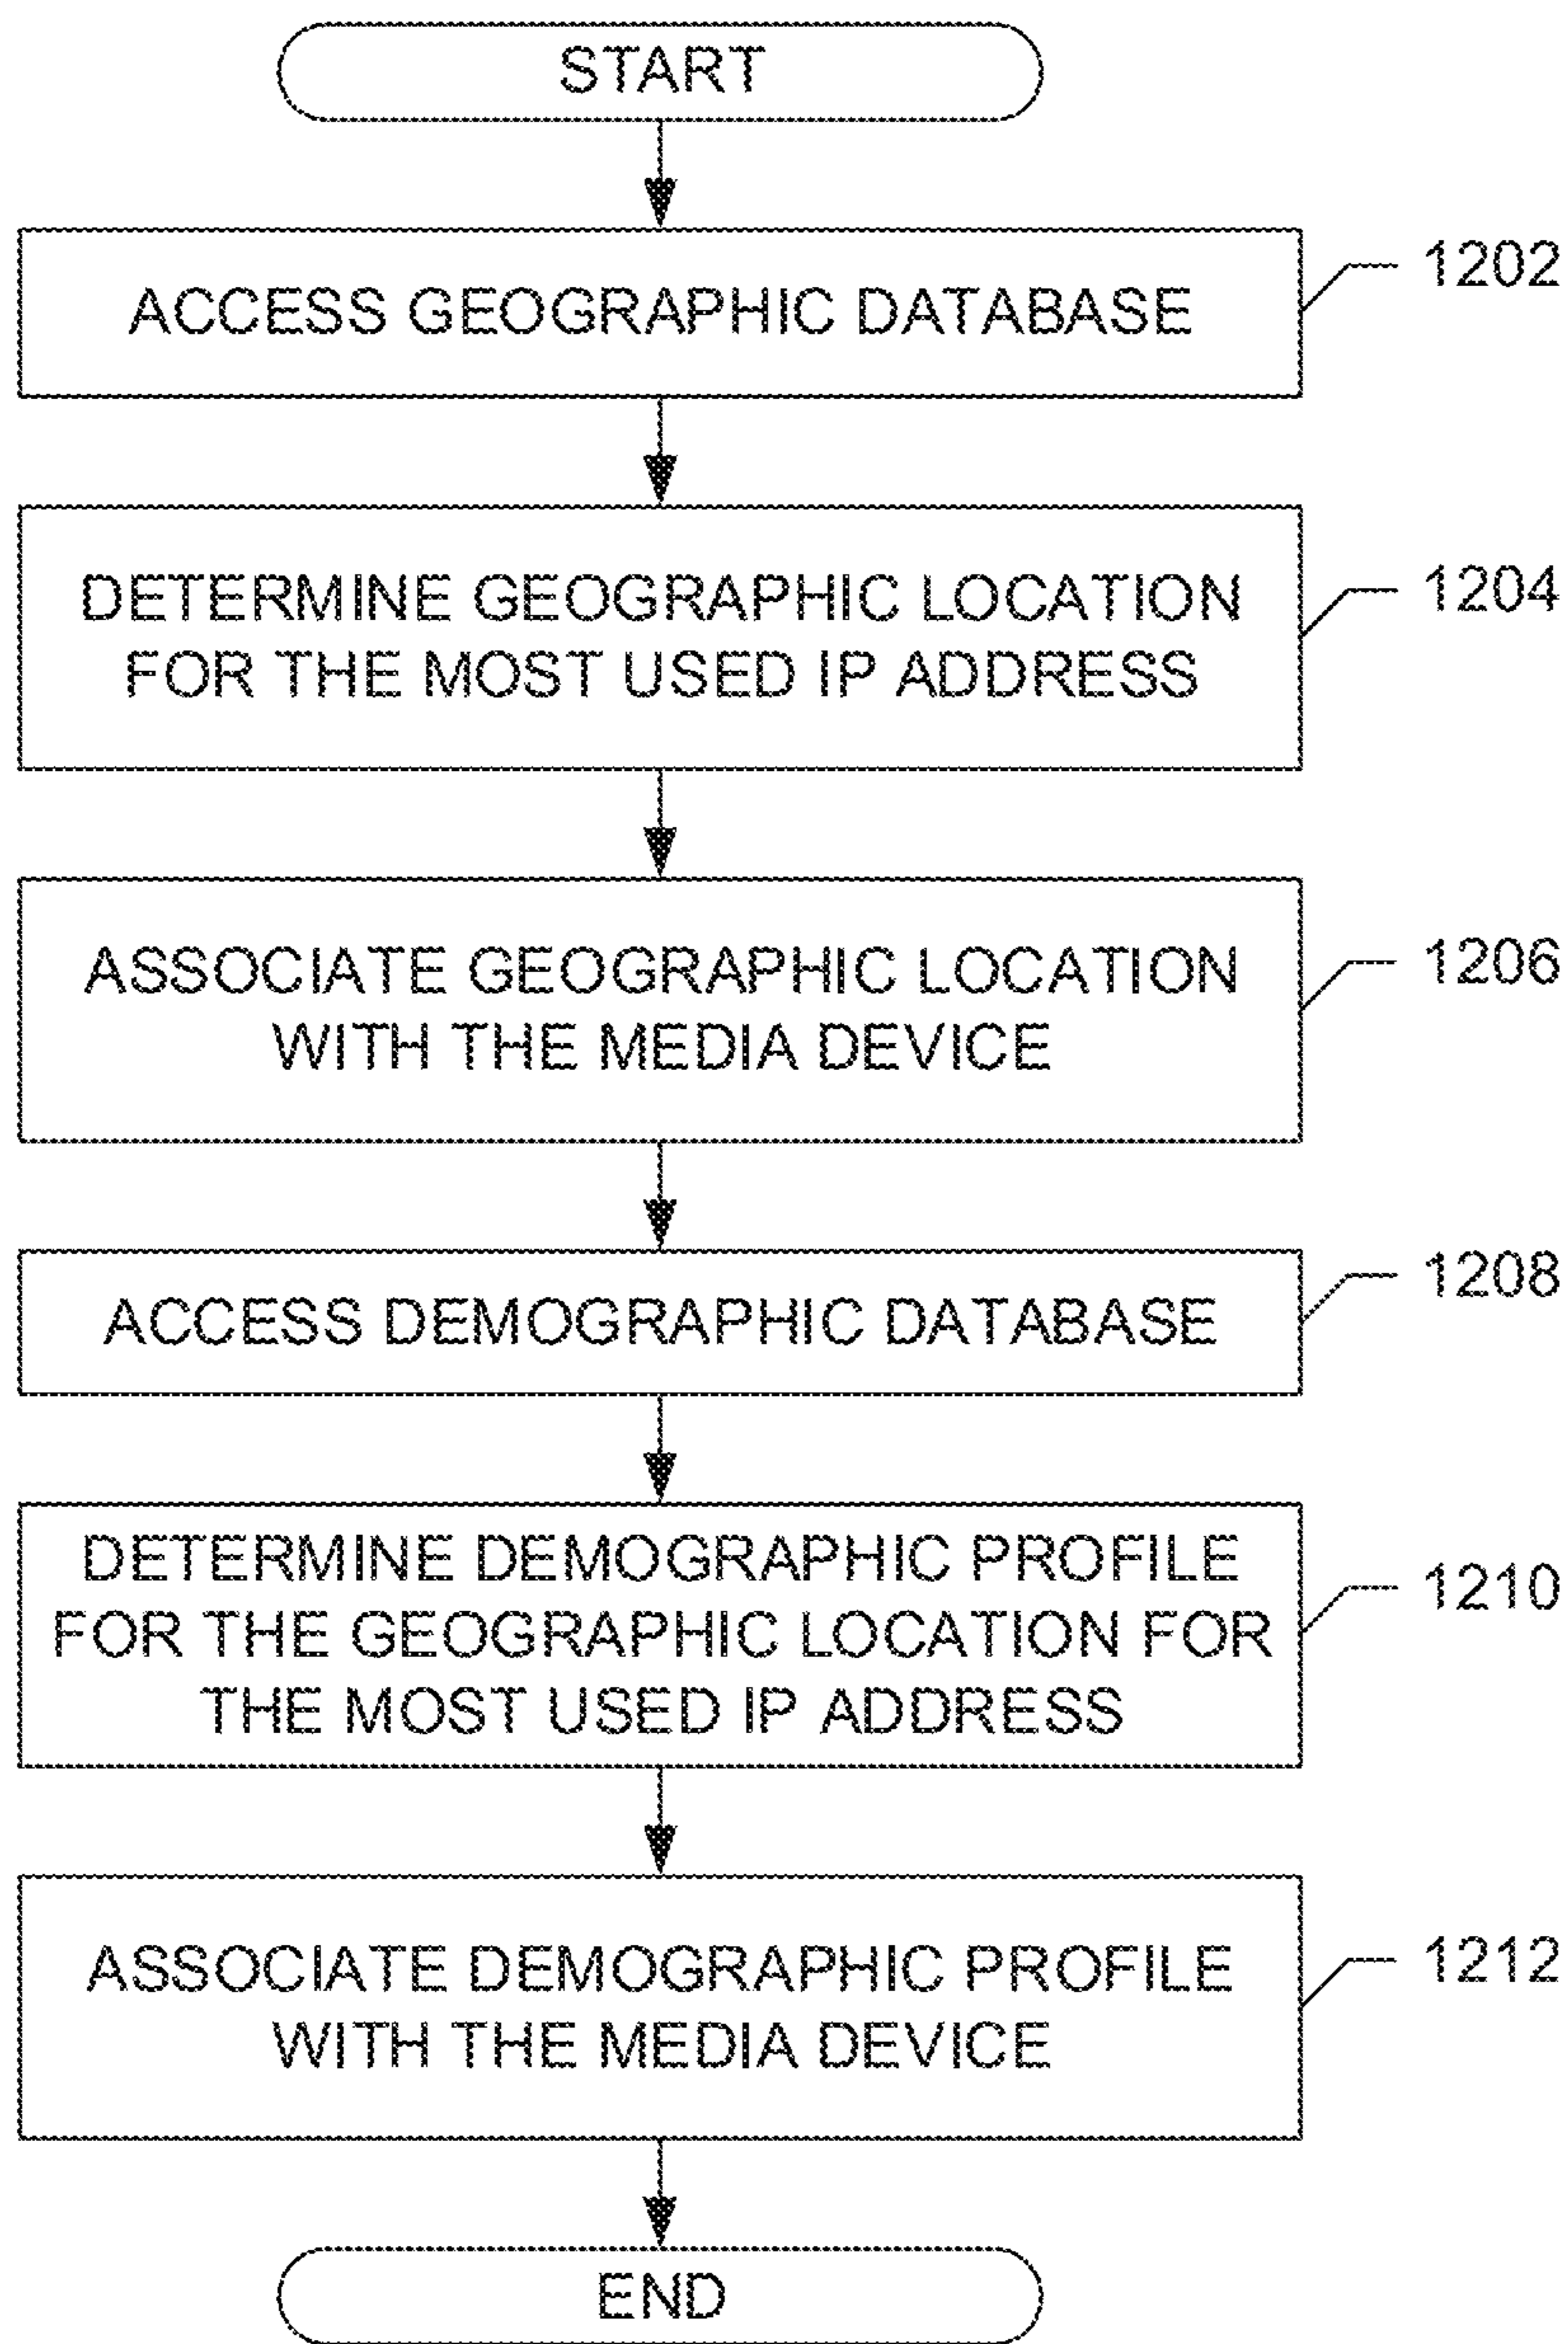 START
ACCESS GEOGRAPHIC DATABASE
1202
DETERMINE GEOGRAPHIC LOCATION
FOR THE MOST USED IP ADDRESS
1204
ASSOCIATE GEOGRAPHIC LOCATION
WITH THE MEDIA DEVICE
1206
ACCESS DEMOGRAPHIC DATABASE
1208
DETERMINE DEMOGRAPHIC PROFILE
FOR THE GEOGRAPHIC LOCATION FOR
THE MOST USED IP ADDRESS
1210
ASSOCIATE DEMOGRAPHIC PROFILE
WITH THE MEDIA DEVICE
1212
END